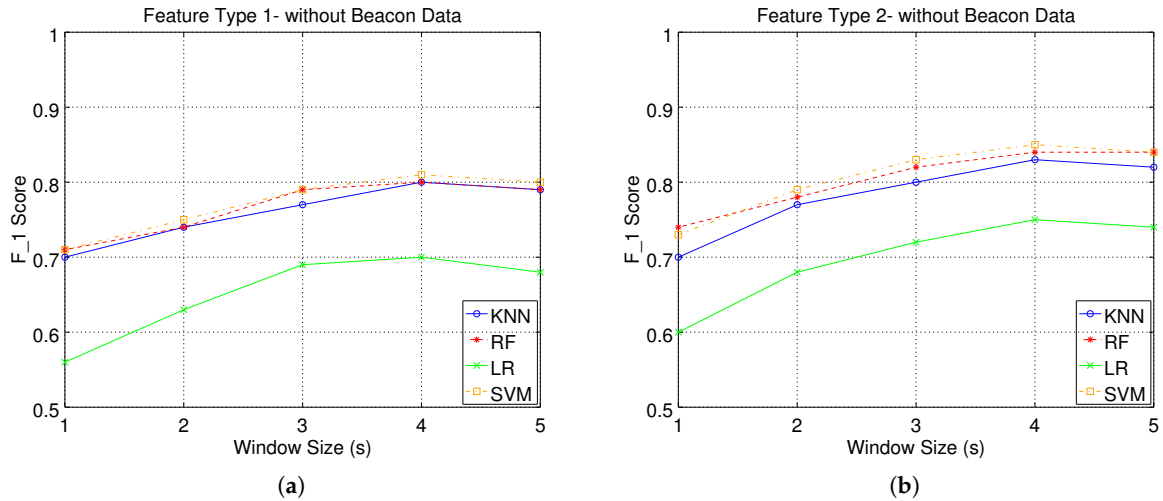 Feature Type 1- without Beacon Data
1
0.9
0.8
0.7
0.6
0.5
F_1 Score
1 2 3 4 5
Window Size (s)
KNN
RF
LR
SVM
(a)
Feature Type 2- without Beacon Data
1
0.9
0.8
0.7
0.6
0.5
F_1 Score
1 2 3 4 5
Window Size (s)
KNN
RF
LR
SVM
(b)